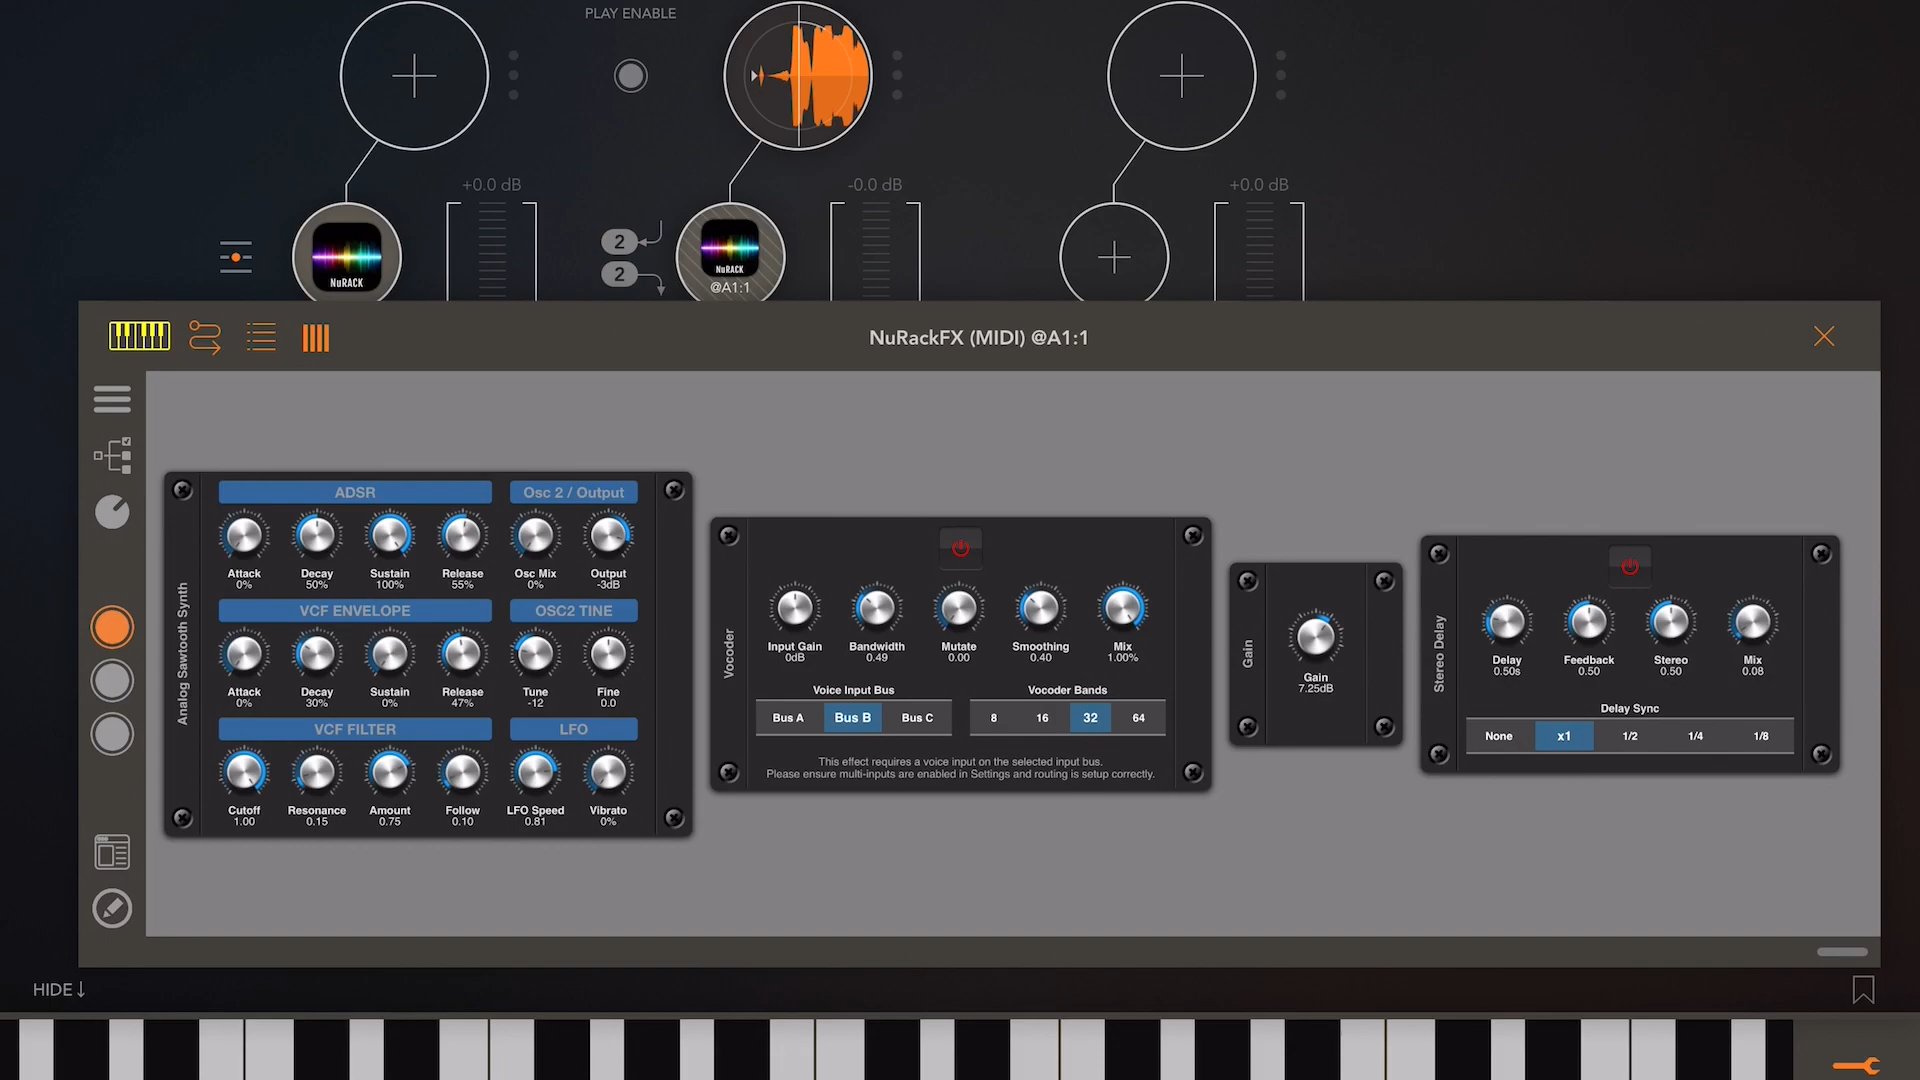 PLAY ENABLE
+0.0 dB
-0.0 dB
+0.0 dB
2
2
NuRACK
NuRACK
@A1:1
NuRackFX (MIDI) @A1:1
Analog Sawtooth Synth
ADSR
Osc 2 / Output
Attack Decay Sustain Release Osc Mix Output
0% 50% 100% 55% 0% -3dB
VCF ENVELOPE
OSC2 TINE
Attack Decay Sustain Release Tune Fine
0% 30% 0% 47% -12 0.0
VCF FILTER
LFO
Cutoff Resonance Amount Follow LFO Speed Vibrato
1.00 0.15 0.75 0.10 0.81 0%
Vocoder
Input Gain Bandwidth Mutate Smoothing Mix
0dB 0.49 0.00 0.40 1.00%
Voice Input Bus
Vocoder Bands
Bus A Bus B Bus C
8 16 32 64
This effect requires a voice input on the selected input bus.
Please ensure multi-inputs are enabled in Settings and routing is setup correctly.
Gain
Gain
7.25dB
Stereo Delay
Delay Feedback Stereo Mix
0.50s 0.50 0.50 0.08
Delay Sync
None x1 1/2 1/4 1/8
HIDE